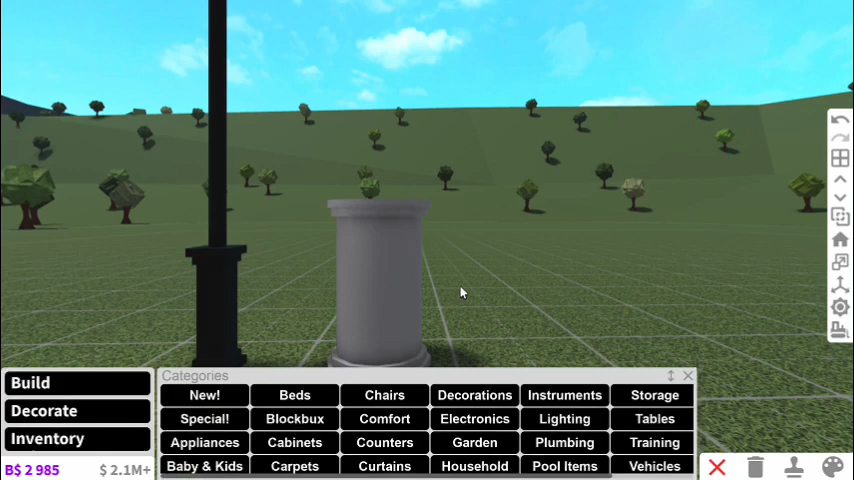 Build
Decorate
Inventory
B$ 2 985 $ 2.1M+
Categories
New! Beds Chairs Decorations Instruments Storage
Special! Blockbux Comfort Electronics Lighting Tables
Appliances Cabinets Counters Garden Plumbing Training
Baby & Kids Carpets Curtains Household Pool Items Vehicles